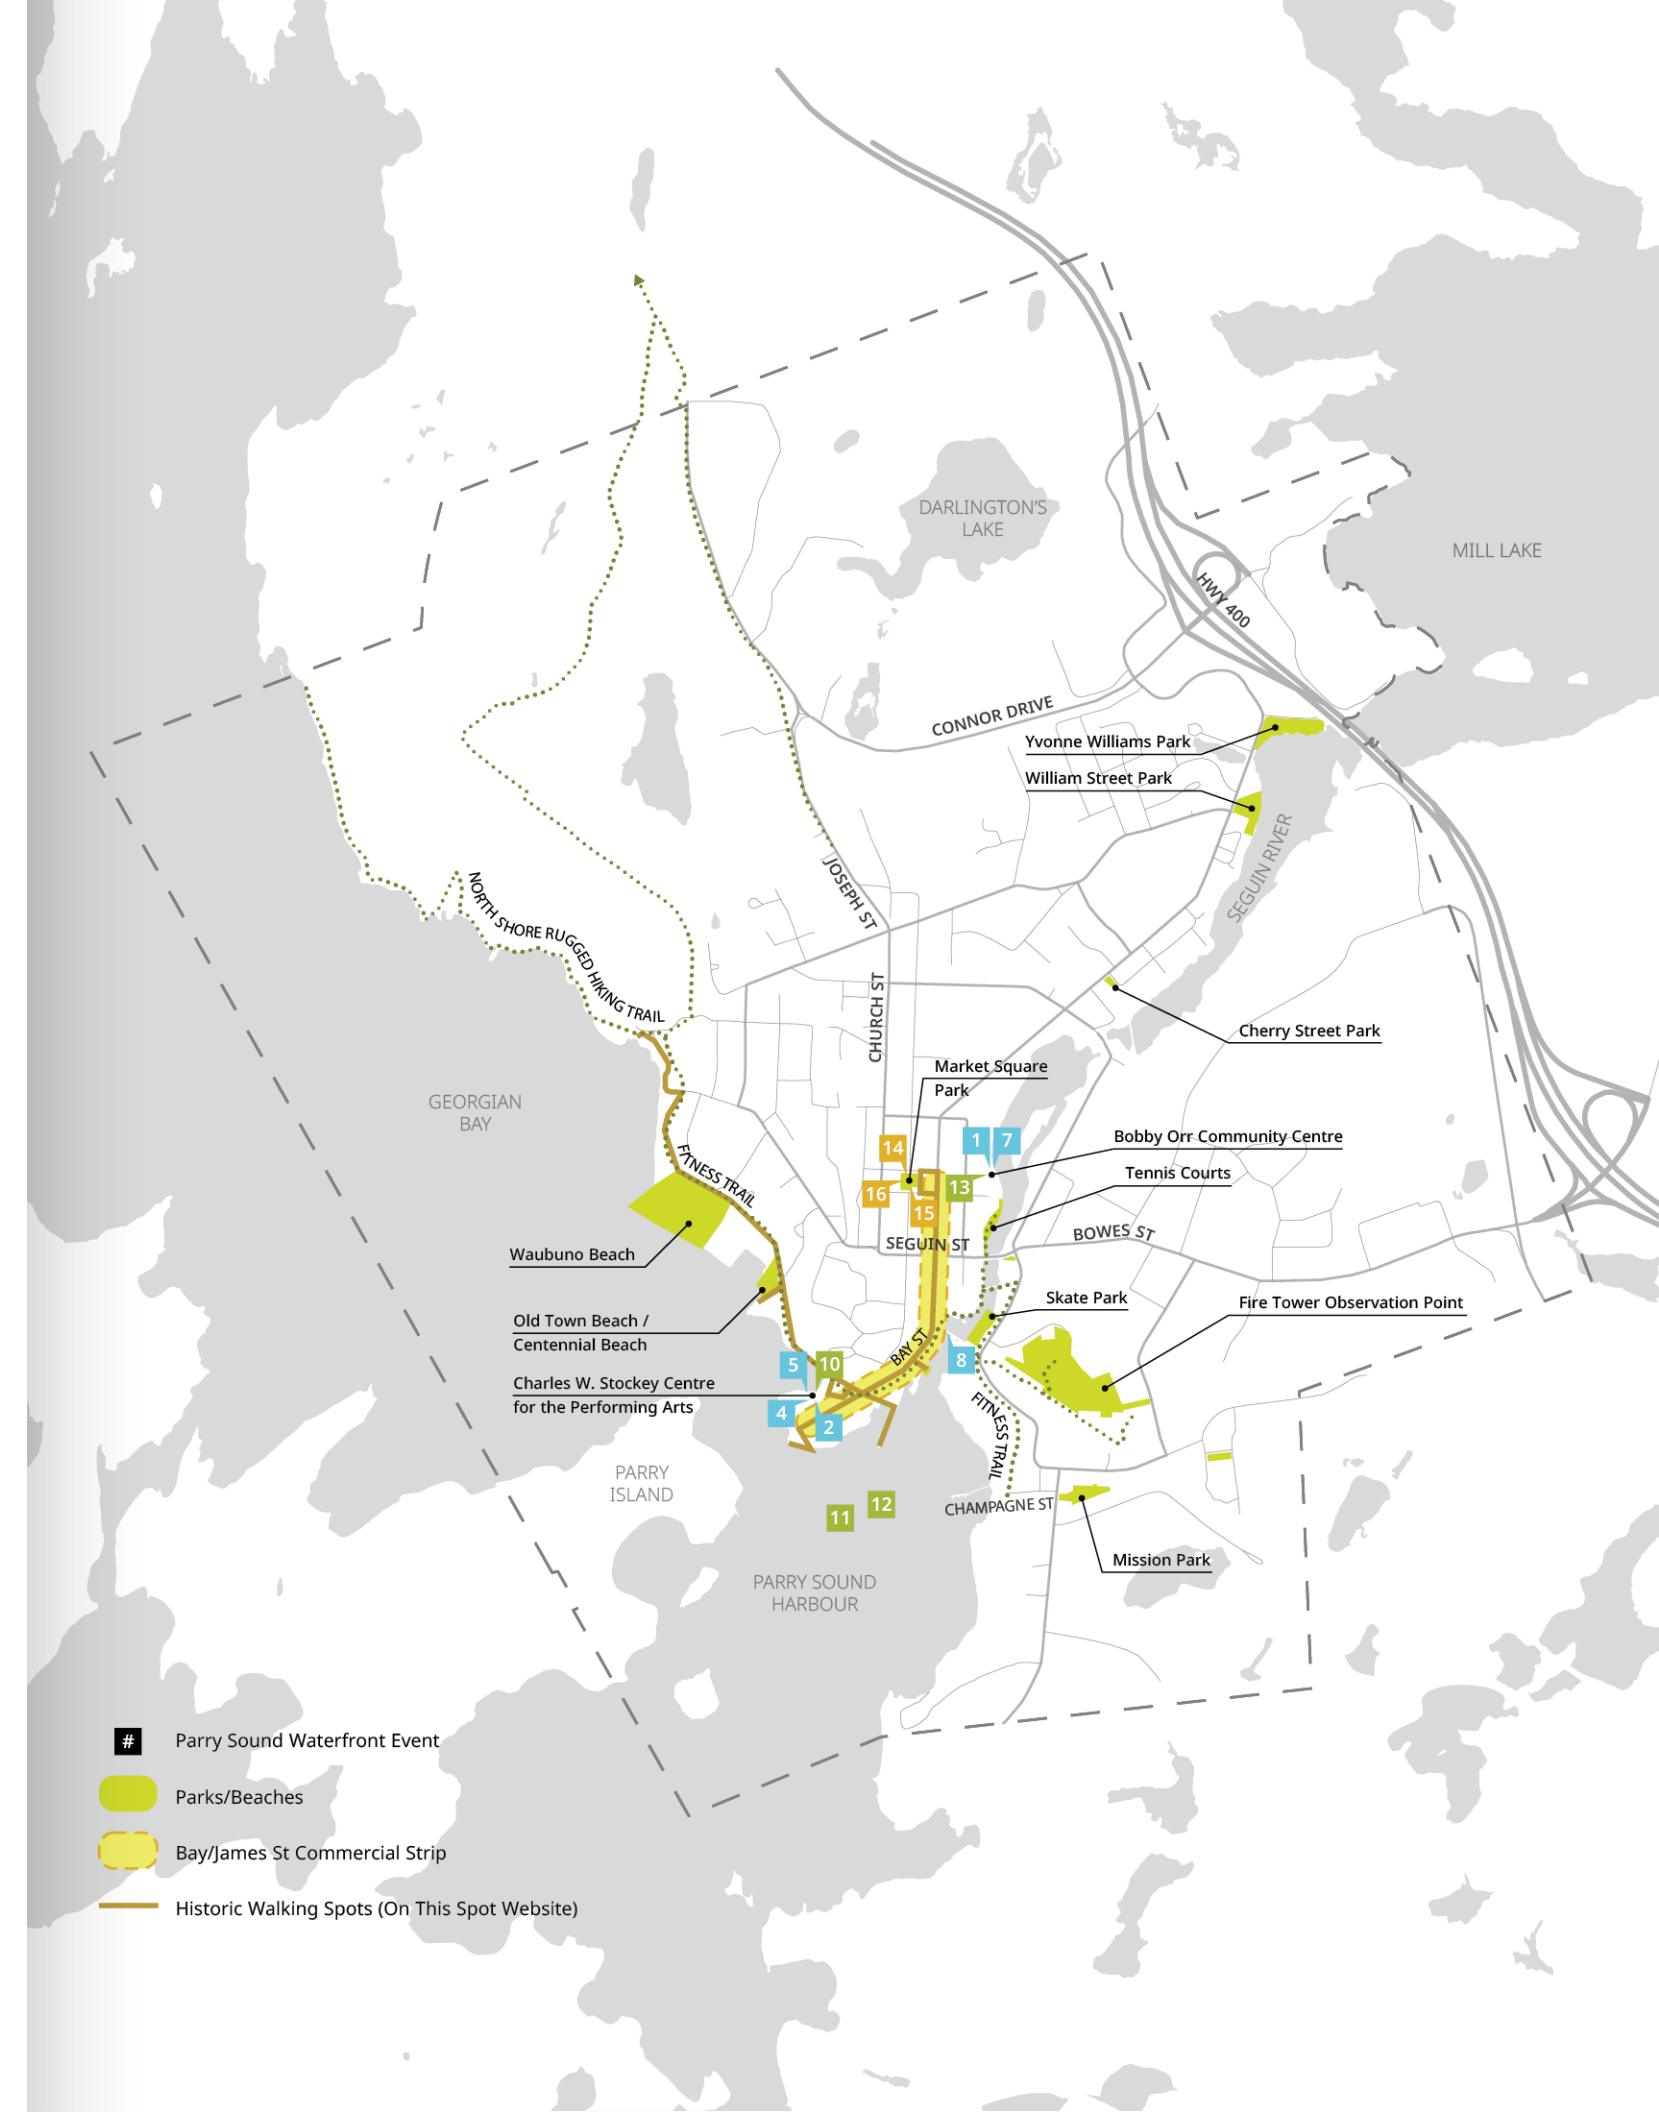 DARLINGTON'S
LAKE
MILL LAKE
HWY 400
CONNOR DRIVE
Yvonne Williams Park
William Street Park
SEGUIN RIVER
JOSEPH ST
NORTH SHORE RUGGED HIKING TRAIL
CHURCH ST
Cherry Street Park
Market Square
Park
GEORGIAN
BAY
14
1
7
Bobby Orr Community Centre
FITNESS TRAIL
Tennis Courts
16
13
15
SEGUIN ST
BOWES ST
Waubuno Beach
Skate Park
Fire Tower Observation Point
Old Town Beach /
Centennial Beach
BAY ST
5
10
8
Charles W. Stockey Centre
for the Performing Arts
4
2
FITNESS TRAIL
PARRY
ISLAND
11
12
CHAMPAGNE ST
Mission Park
PARRY SOUND
HARBOUR
# Parry Sound Waterfront Event
Parks/Beaches
Bay/James St Commercial Strip
Historic Walking Spots (On This Spot Website)